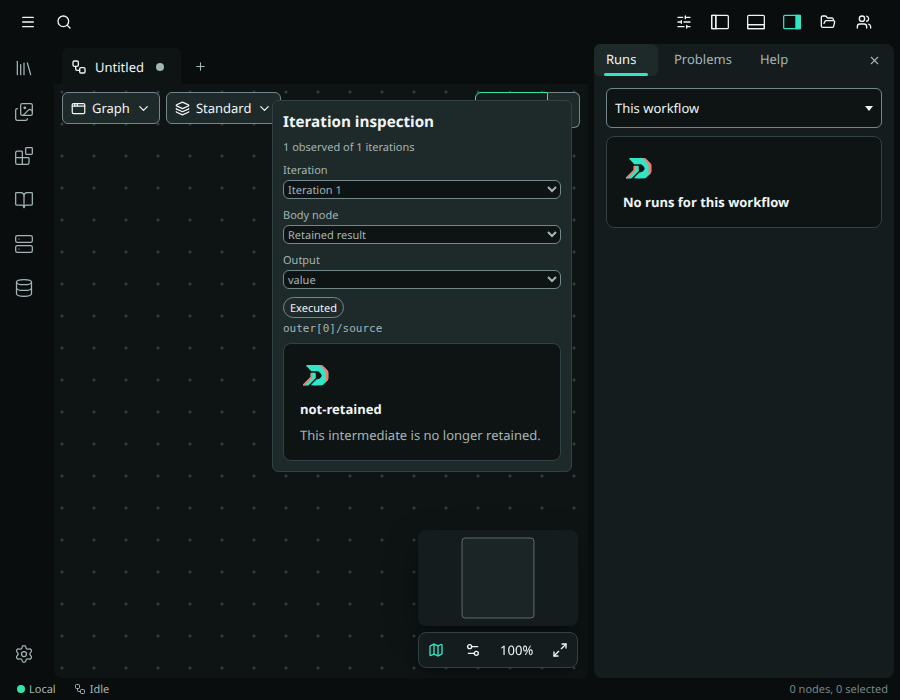 Untitled
Graph
Standard
Iteration inspection
1 observed of 1 iterations
Iteration
Iteration 1
Body node
Retained result
Output
value
Executed
outer[0]/source
not-retained
This intermediate is no longer retained.
100%
Runs
Problems
Help
This workflow
No runs for this workflow
Local
Idle
0 nodes, 0 selected